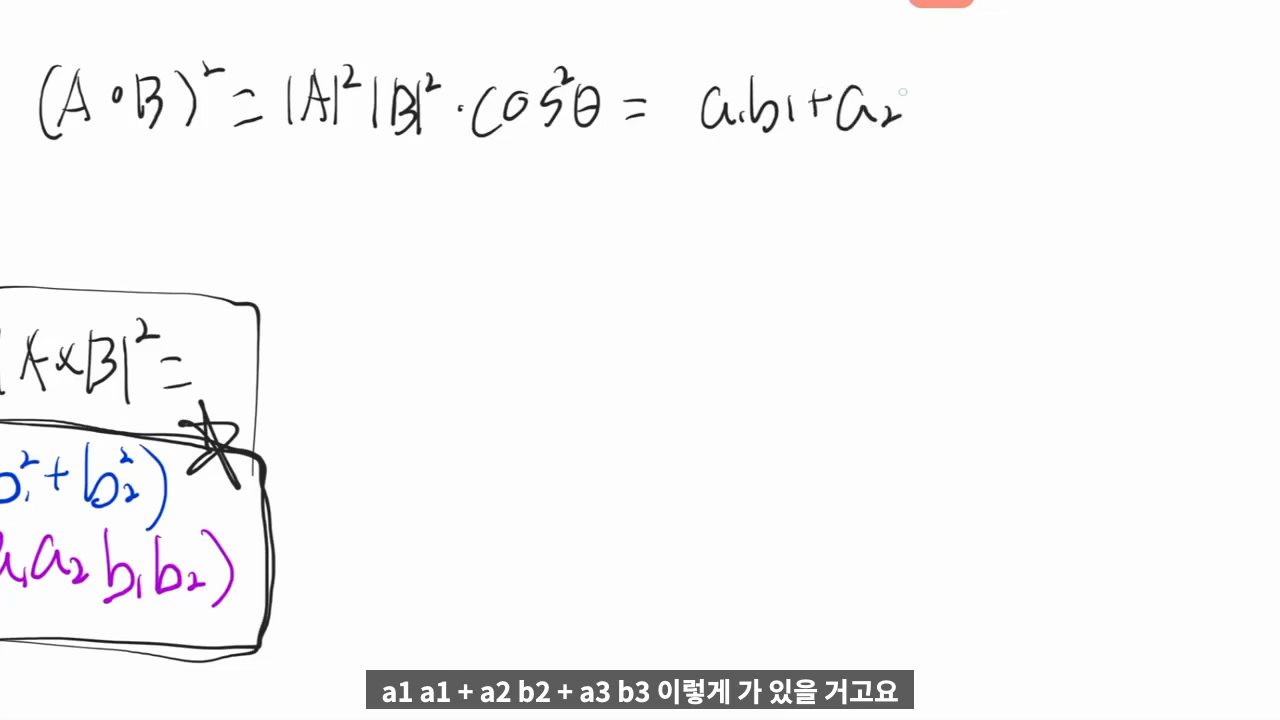 (A∘B)² = |A|²|B|²·cos²θ = a₁b₁+a₂
|A×B|² =
b₁²+b₂²)
a₁a₂b₁b₂)
a1 a1 + a2 b2 + a3 b3 이렇게 가 있을 거고요